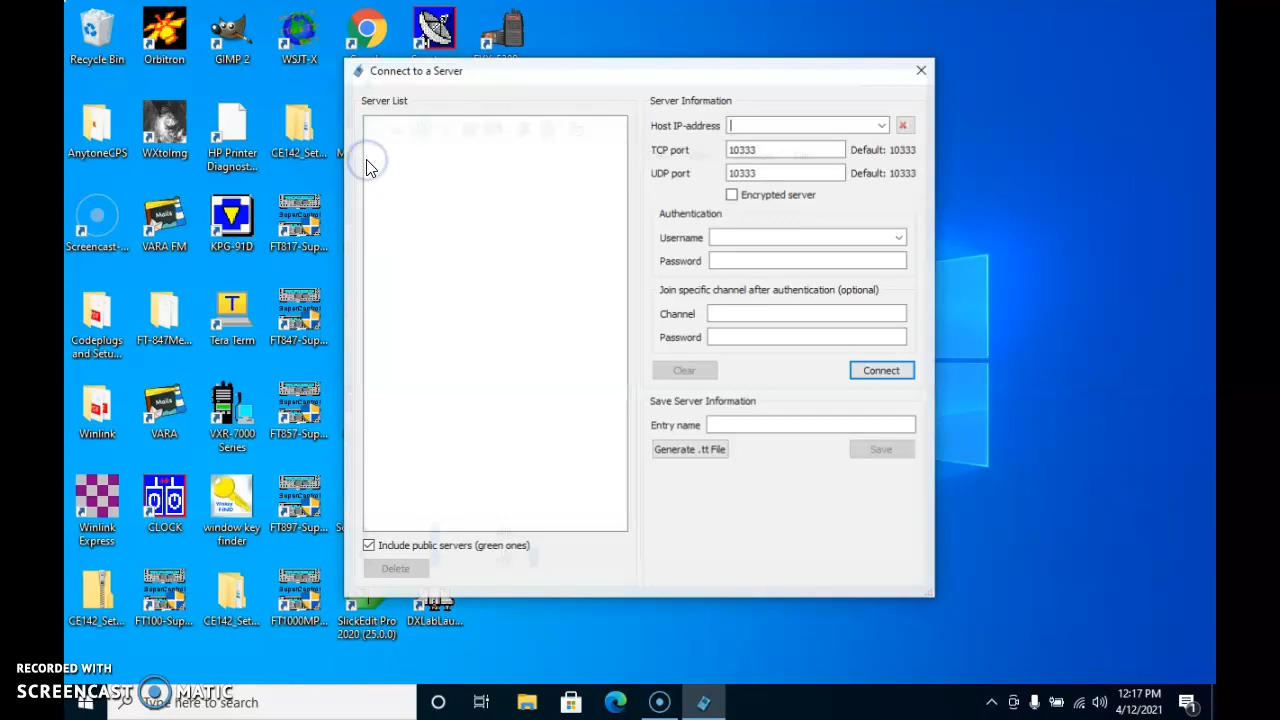 Recycle Bin
Orbitron
GIMP 2
WSJT-X
Connect to a Server
Server List
Server Information
Host IP-address
TCP port
10333
Default: 10333
UDP port
10333
Default: 10333
Encrypted server
Authentication
Username
Password
Join specific channel after authentication (optional)
Channel
Password
Clear
Connect
Save Server Information
Entry name
Generate .tt File
Save
Include public servers (green ones)
Delete
AnytoneCPS
WXtoImg
HP Printer
Diagnost...
CE142_Set...
Screencast-...
VARA FM
KPG-91D
FT817-Sup...
Codeplugs
and Setu...
FT-847Me...
Tera Term
FT847-Sup...
Winlink
VARA
VXR-7000
Series
FT857-Sup...
Winlink
Express
CLOCK
window key
finder
FT897-Sup...
CE142_Set...
FT100-Sup...
CE142_Set...
FT1000MP...
SlickEdit Pro
2020 (25.0.0)
DXLabLau...
RECORDED WITH
SCREENCAST MATIC
Type here to search
12:17 PM
4/12/2021
1